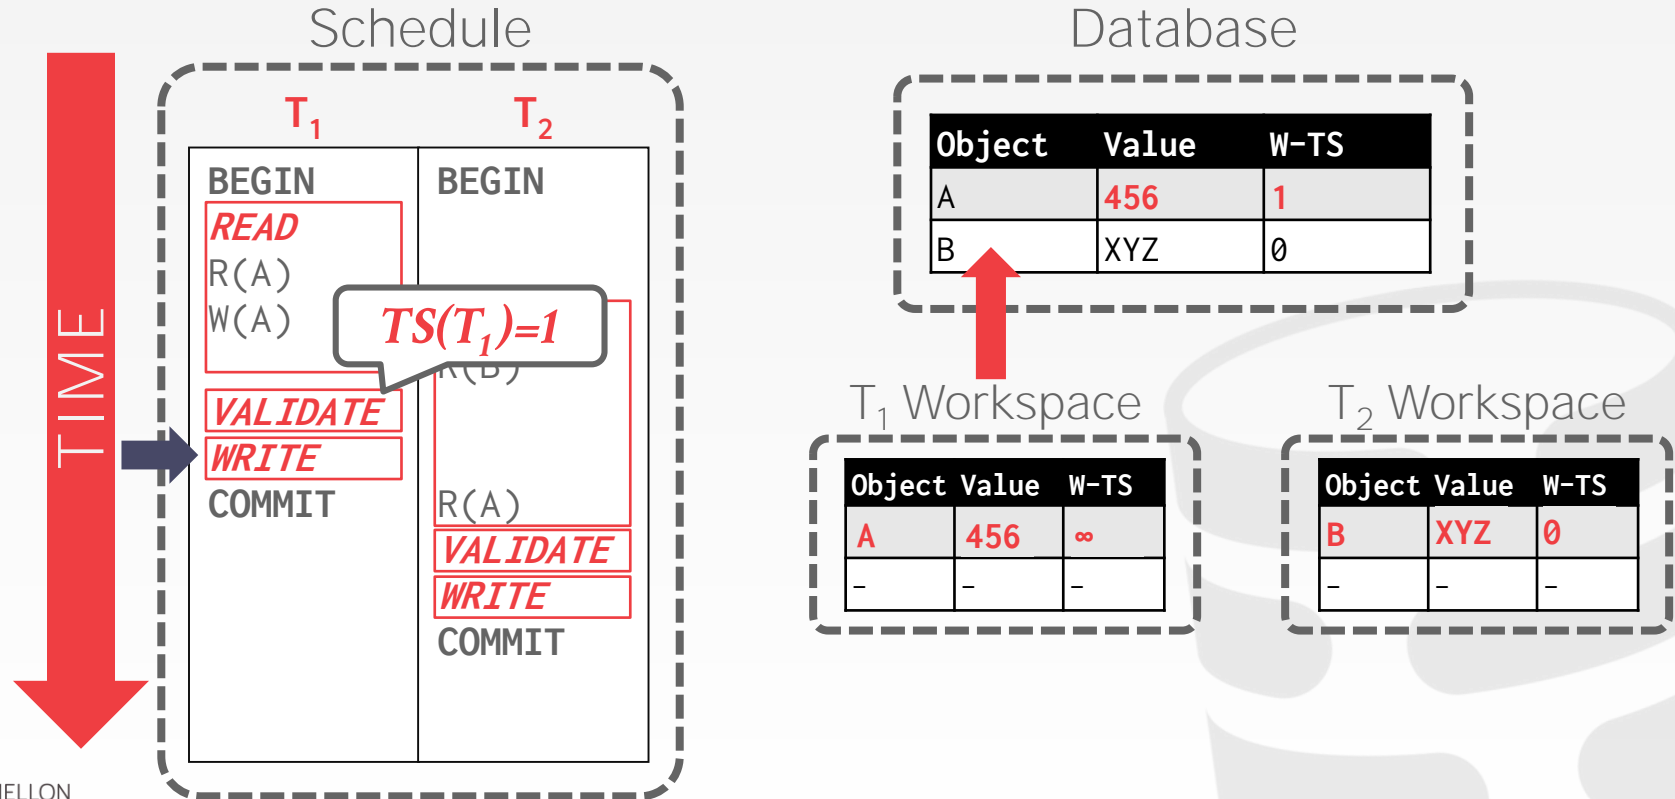 Schedule
Database
TIME
T₁ T₂
BEGIN BEGIN
READ
R(A)
W(A)
TS(T₁)=1
R(B)
VALIDATE
WRITE
COMMIT
R(A)
VALIDATE
WRITE
COMMIT
Object Value W-TS
A 456 1
B XYZ 0
T₁ Workspace
Object Value W-TS
A 456 ∞
- - -
T₂ Workspace
Object Value W-TS
B XYZ 0
- - -